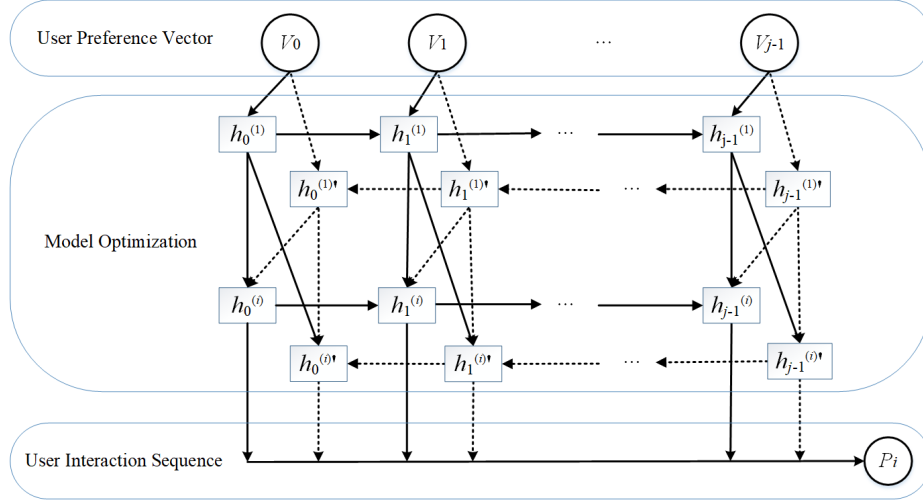 User Preference Vector V0 V1 ... Vj-1
h0(1) h1(1) ... hj-1(1)
h0(1)' h1(1)' ... hj-1(1)'
Model Optimization
h0(i) h1(i) ... hj-1(i)
h0(i)' h1(i)' ... hj-1(i)'
User Interaction Sequence Pi